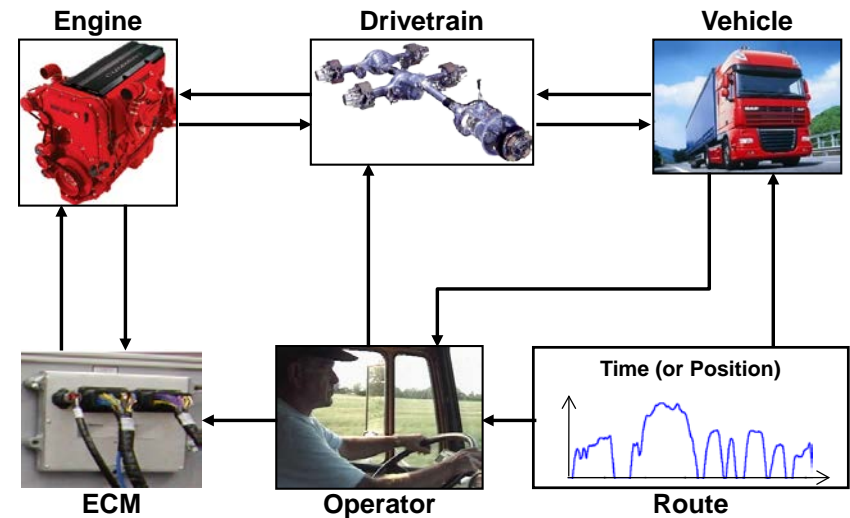 Engine
Drivetrain
Vehicle
Time (or Position)
ECM
Operator
Route